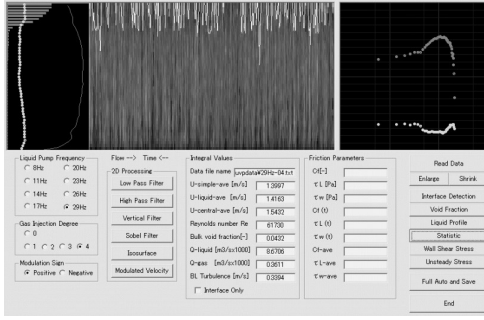 Liquid Pump Frequency
8Hz 20Hz
11Hz 23Hz
14Hz 26Hz
17Hz 29Hz
Gas Injection Degree
0
1 2 3 4
Modulation Sign
Positive Negative
Flow --> Time <--
2D Processing
Low Pass Filter
High Pass Filter
Vertical Filter
Sobel Filter
Isosurface
Modulated Velocity
Integral Values
Data file name uvpdata¥29Hz-04.txt
U-simple-ave [m/s] 1.3997
U-liquid-ave [m/s] 1.4163
U-central-ave [m/s] 1.5432
Reynolds number Re 61730
Bulk void fraction[-] 0.0432
Q-liquid [m3/sx1000] 8.6706
Q-gas [m3/sx1000] 0.3611
BL Turbulence [m/s] 0.3394
Interface Only
Friction Parameters
Cf[-]
τL [Pa]
τw [Pa]
Cf (t)
τL (t)
τw (t)
Cf-ave
τL-ave
τw-ave
Read Data
Enlarge Shrink
Interface Detection
Void Fraction
Liquid Profile
Statistic
Wall Shear Stress
Unsteady Stress
Full Auto and Save
End